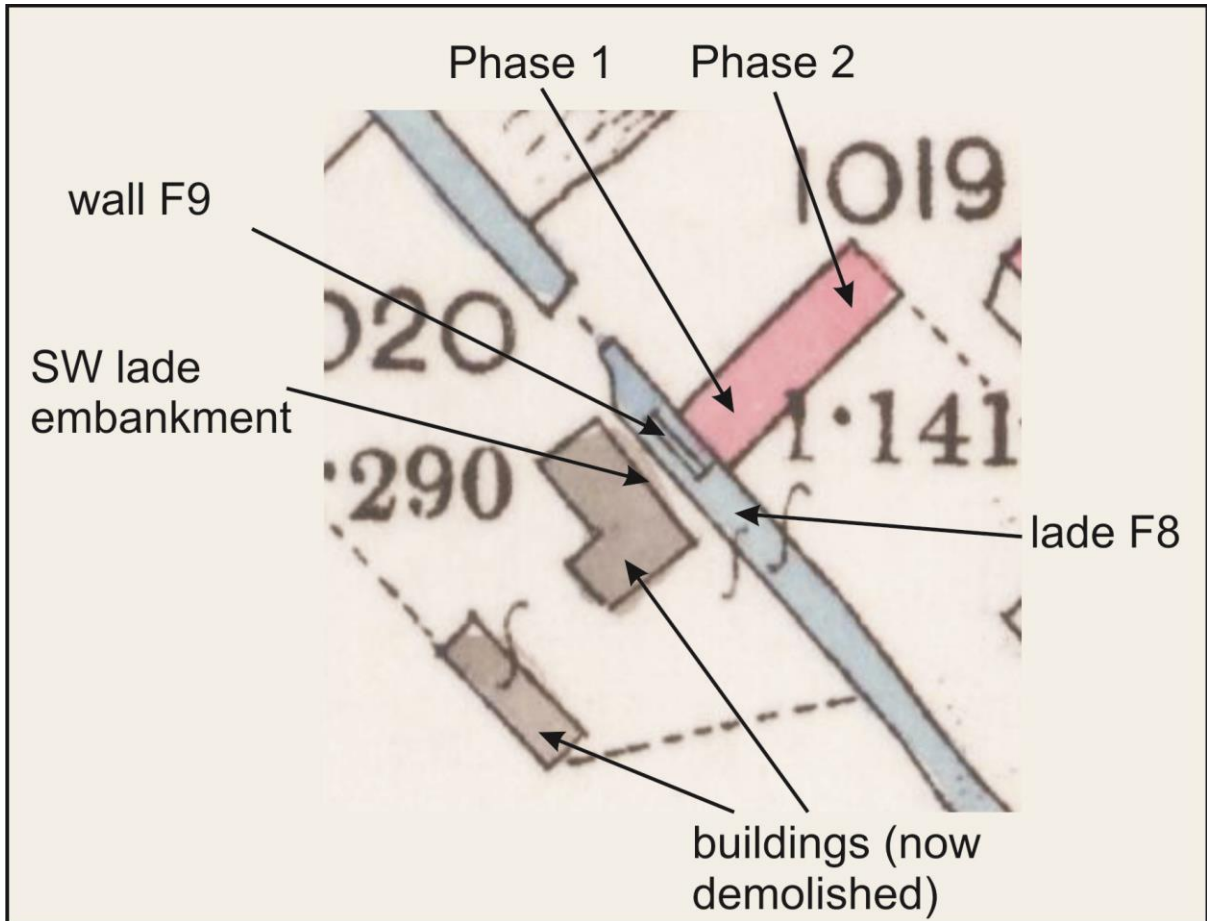 Phase 1
Phase 2
wall F9
1019
020
SW lade
embankment
1·141
·290
lade F8
buildings (now
demolished)